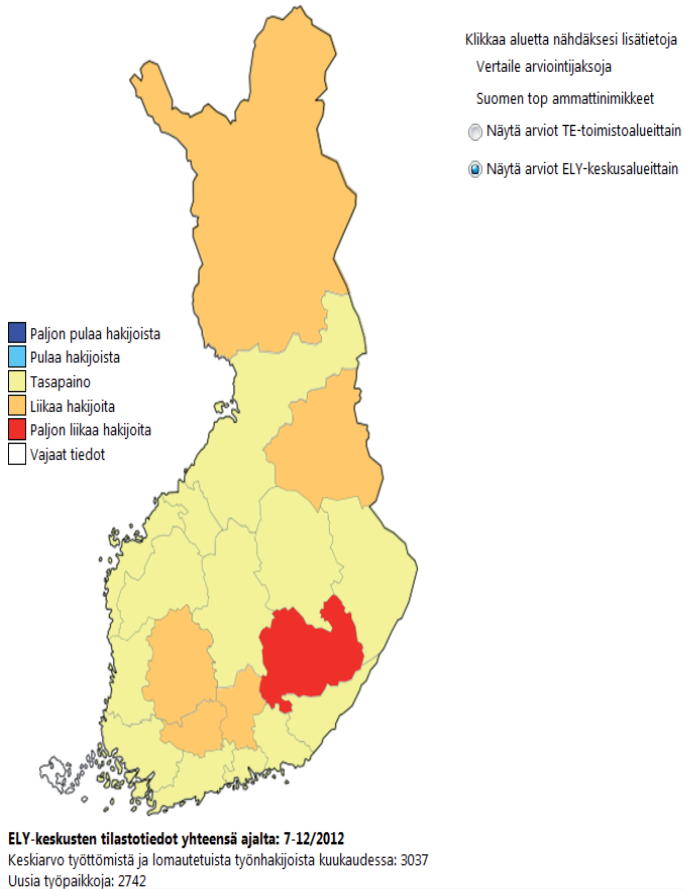 Klikkaa aluetta nähdäksesi lisätietoja
Vertaile arviointijaksoja
Suomen top ammattinimikkeet
Näytä arviot TE-toimistoalueittain
Näytä arviot ELY-keskusalueittain
Paljon pulaa hakijoista
Pulaa hakijoista
Tasapaino
Liikaa hakijoita
Paljon liikaa hakijoita
Vajaat tiedot
ELY-keskusten tilastotiedot yhteensä ajalta: 7-12/2012
Keskiarvo työttömistä ja lomautetuista työnhakijoista kuukaudessa: 3037
Uusia työpaikkoja: 2742